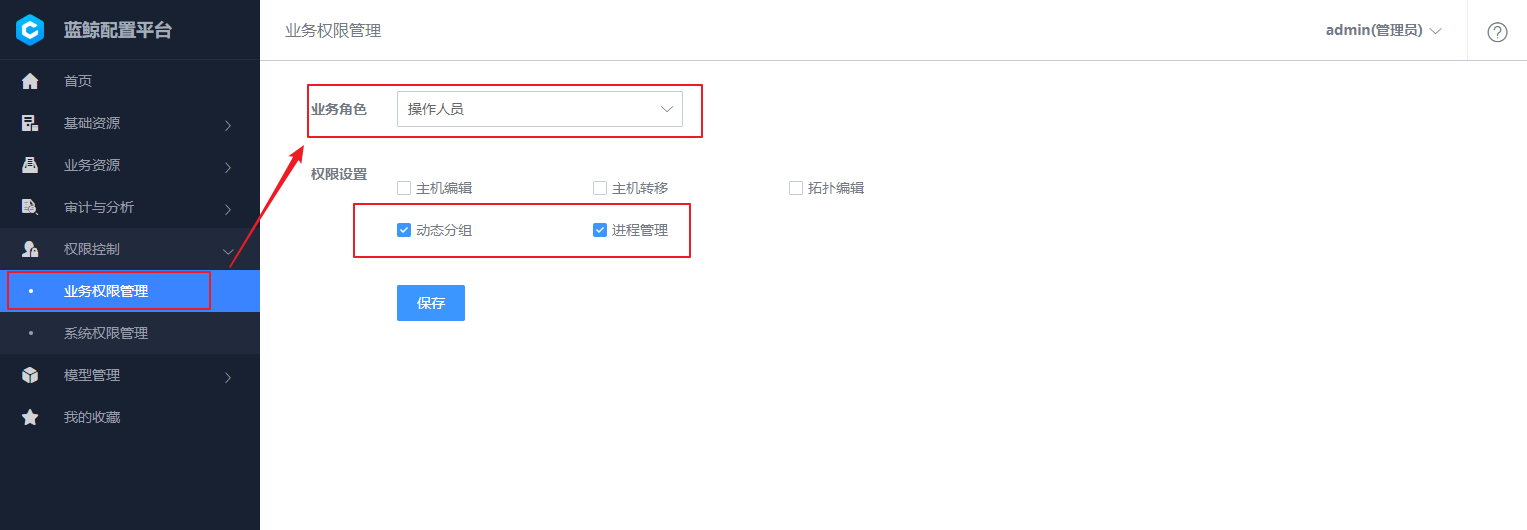 蓝鲸配置平台
首页
基础资源
业务资源
审计与分析
权限控制
业务权限管理
系统权限管理
模型管理
我的收藏
业务权限管理
admin(管理员)
业务角色
操作人员
权限设置
主机编辑
主机转移
拓扑编辑
动态分组
进程管理
保存